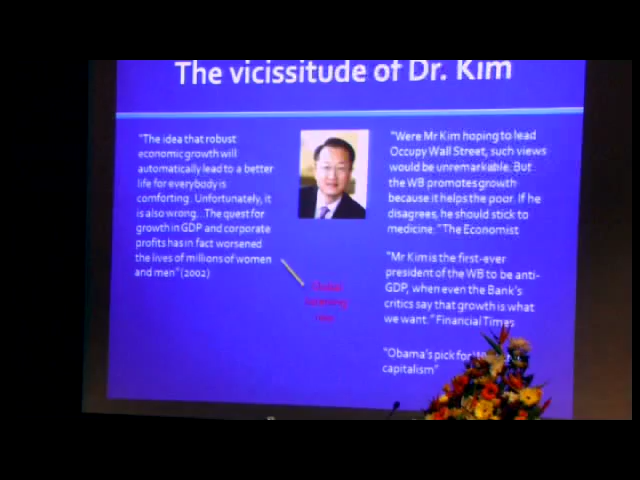 The vicissitude of Dr. Kim
"The idea that robust
economic growth will
automatically lead to a better
life for everybody is
comforting. Unfortunately, it
is also wrong...The quest for
growth in GDP and corporate
profits has in fact worsened
the lives of millions of women
and men" (2002)
"Were Mr Kim hoping to lead
Occupy Wall Street, such views
would be unremarkable. But
the WB promotes growth
because it helps the poor. If he
disagrees, he should stick to
medicine." The Economist
"Mr Kim is the first-ever
president of the WB to be anti-
GDP, when even the Bank's
critics say that growth is what
we want." Financial Times
"Obama's pick for
capitalism"